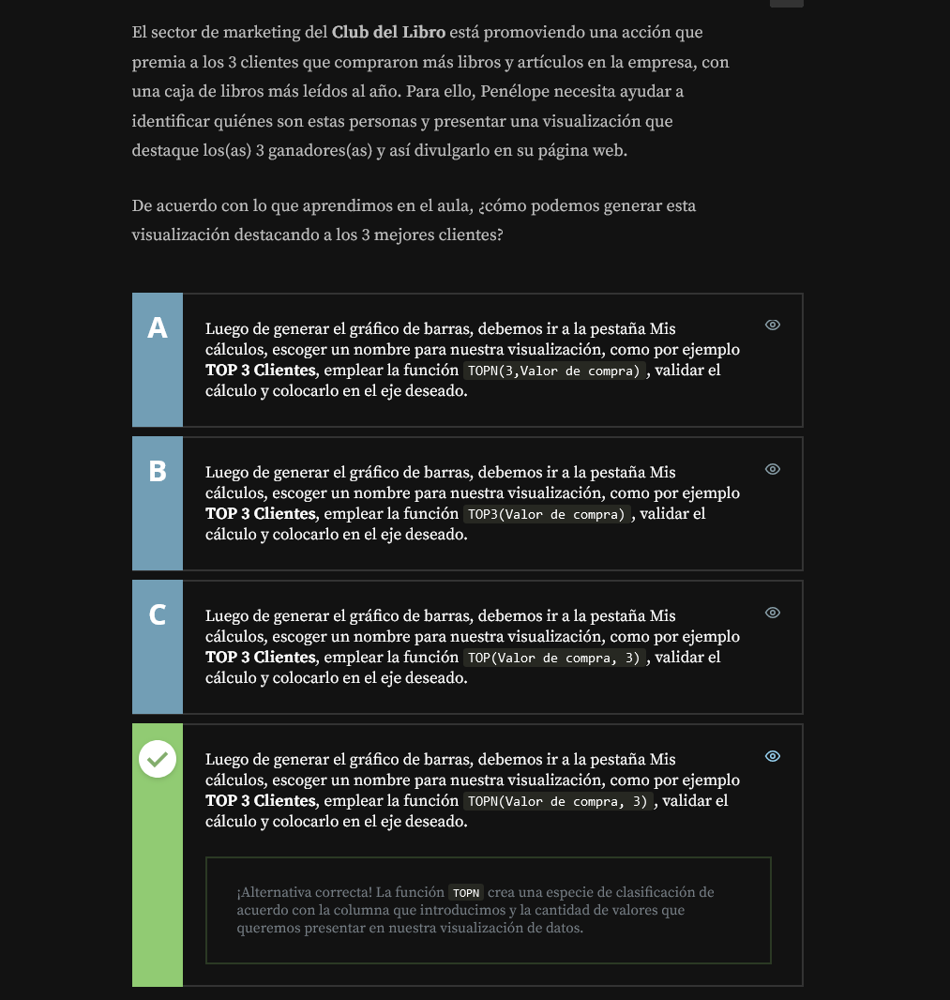 El sector de marketing del Club del Libro está promoviendo una acción que
premia a los 3 clientes que compraron más libros y artículos en la empresa, con
una caja de libros más leídos al año. Para ello, Penélope necesita ayudar a
identificar quiénes son estas personas y presentar una visualización que
destaque los(as) 3 ganadores(as) y así divulgarlo en su página web.
De acuerdo con lo que aprendimos en el aula, ¿cómo podemos generar esta
visualización destacando a los 3 mejores clientes?
A
Luego de generar el gráfico de barras, debemos ir a la pestaña Mis
cálculos, escoger un nombre para nuestra visualización, como por ejemplo
TOP 3 Clientes, emplear la función TOPN(3,Valor de compra), validar el
cálculo y colocarlo en el eje deseado.
B
Luego de generar el gráfico de barras, debemos ir a la pestaña Mis
cálculos, escoger un nombre para nuestra visualización, como por ejemplo
TOP 3 Clientes, emplear la función TOP3(Valor de compra), validar el
cálculo y colocarlo en el eje deseado.
C
Luego de generar el gráfico de barras, debemos ir a la pestaña Mis
cálculos, escoger un nombre para nuestra visualización, como por ejemplo
TOP 3 Clientes, emplear la función TOP(Valor de compra, 3), validar el
cálculo y colocarlo en el eje deseado.
Luego de generar el gráfico de barras, debemos ir a la pestaña Mis
cálculos, escoger un nombre para nuestra visualización, como por ejemplo
TOP 3 Clientes, emplear la función TOPN(Valor de compra, 3), validar el
cálculo y colocarlo en el eje deseado.
¡Alternativa correcta! La función TOPN crea una especie de clasificación de
acuerdo con la columna que introducimos y la cantidad de valores que
queremos presentar en nuestra visualización de datos.